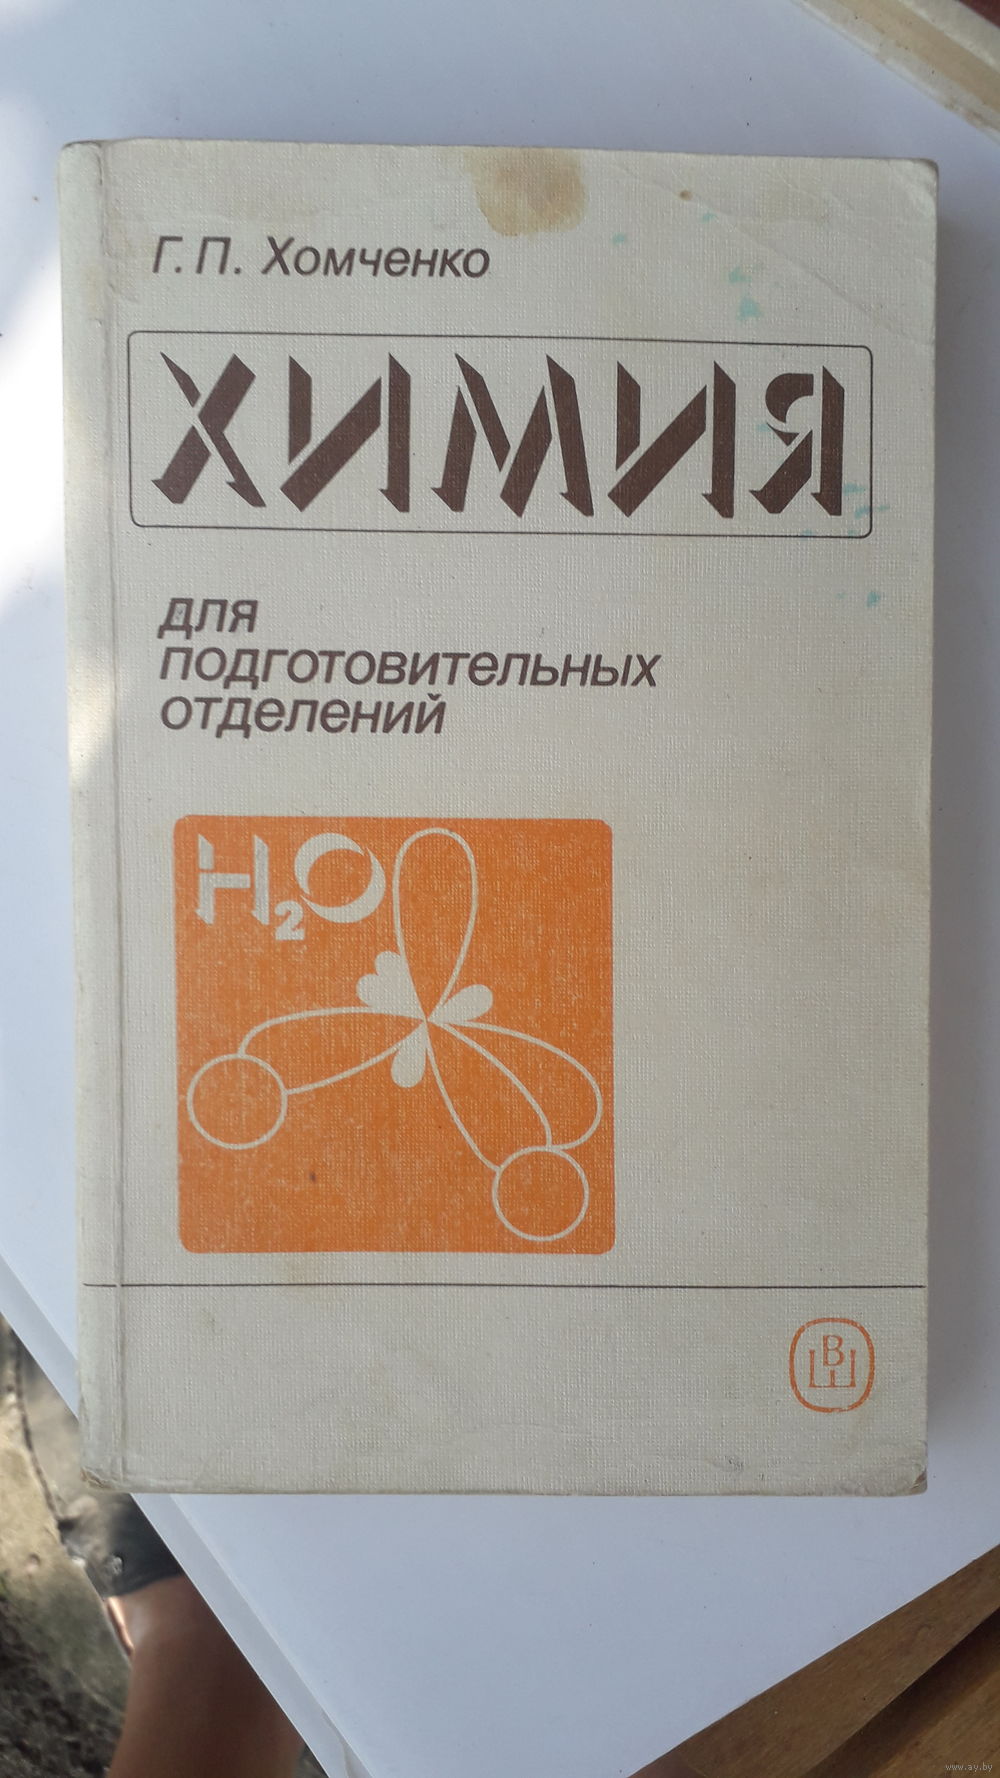 Г. П. Хомченко
ХИМИЯ
для
подготовительных
отделений
H₂O
ВШ
www.ay.by